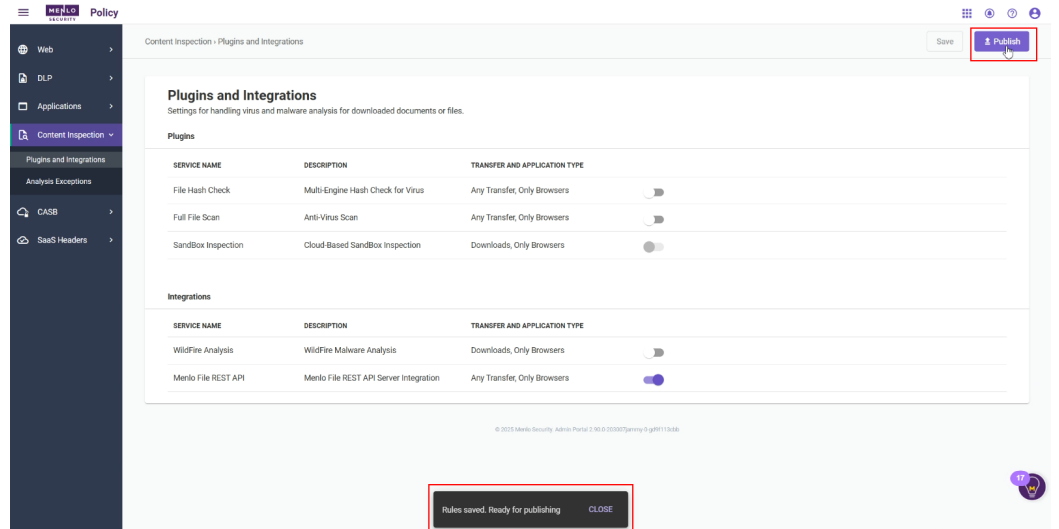 MENLO SECURITY Policy
Web
DLP
Applications
Content Inspection
Plugins and Integrations
Analysis Exceptions
CASB
SaaS Headers
Content Inspection › Plugins and Integrations
Save
Publish
Plugins and Integrations
Settings for handling virus and malware analysis for downloaded documents or files.
Plugins
SERVICE NAME DESCRIPTION TRANSFER AND APPLICATION TYPE
File Hash Check Multi-Engine Hash Check for Virus Any Transfer, Only Browsers
Full File Scan Anti-Virus Scan Any Transfer, Only Browsers
SandBox Inspection Cloud-Based SandBox Inspection Downloads, Only Browsers
Integrations
SERVICE NAME DESCRIPTION TRANSFER AND APPLICATION TYPE
WildFire Analysis WildFire Malware Analysis Downloads, Only Browsers
Menlo File REST API Menlo File REST API Server Integration Any Transfer, Only Browsers
© 2025 Menlo Security. Admin Portal
17
Rules saved. Ready for publishing CLOSE